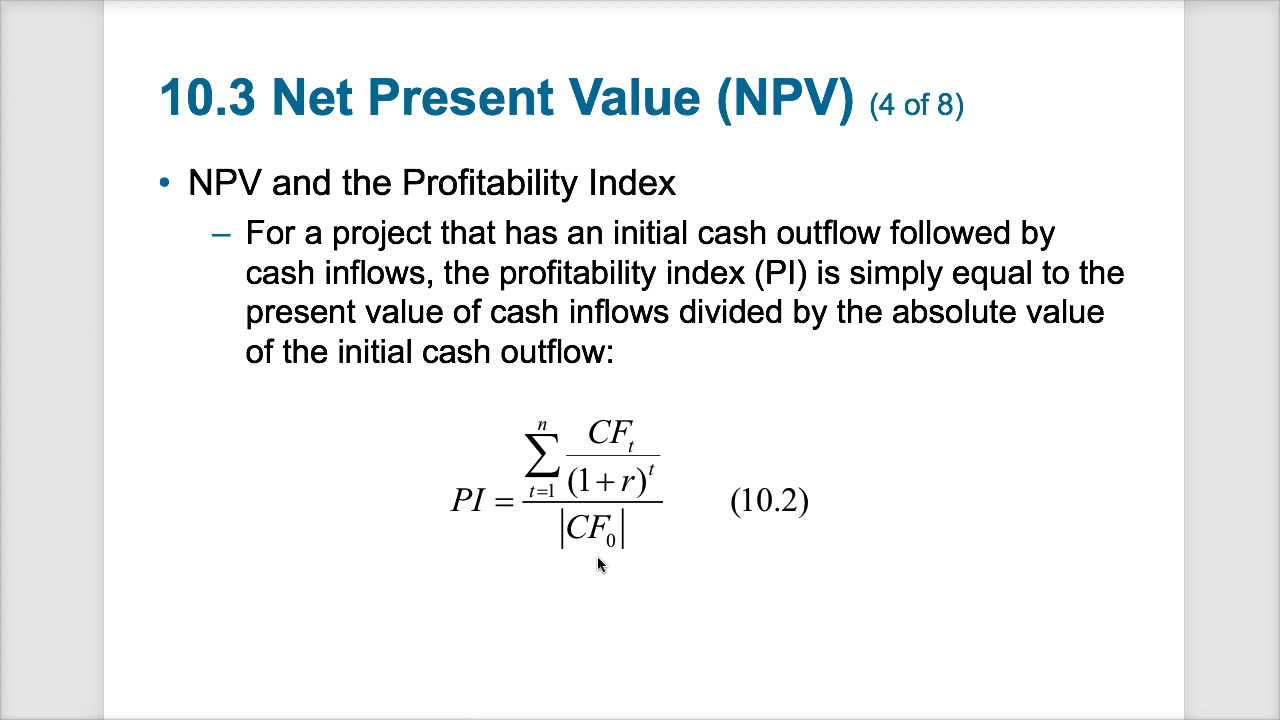 10.3 Net Present Value (NPV) (4 of 8)
• NPV and the Profitability Index
– For a project that has an initial cash outflow followed by
cash inflows, the profitability index (PI) is simply equal to the
present value of cash inflows divided by the absolute value
of the initial cash outflow:
PI = \frac{\sum_{t=1}^{n} \frac{CF_t}{(1+r)^t}}{|CF_0|} (10.2)